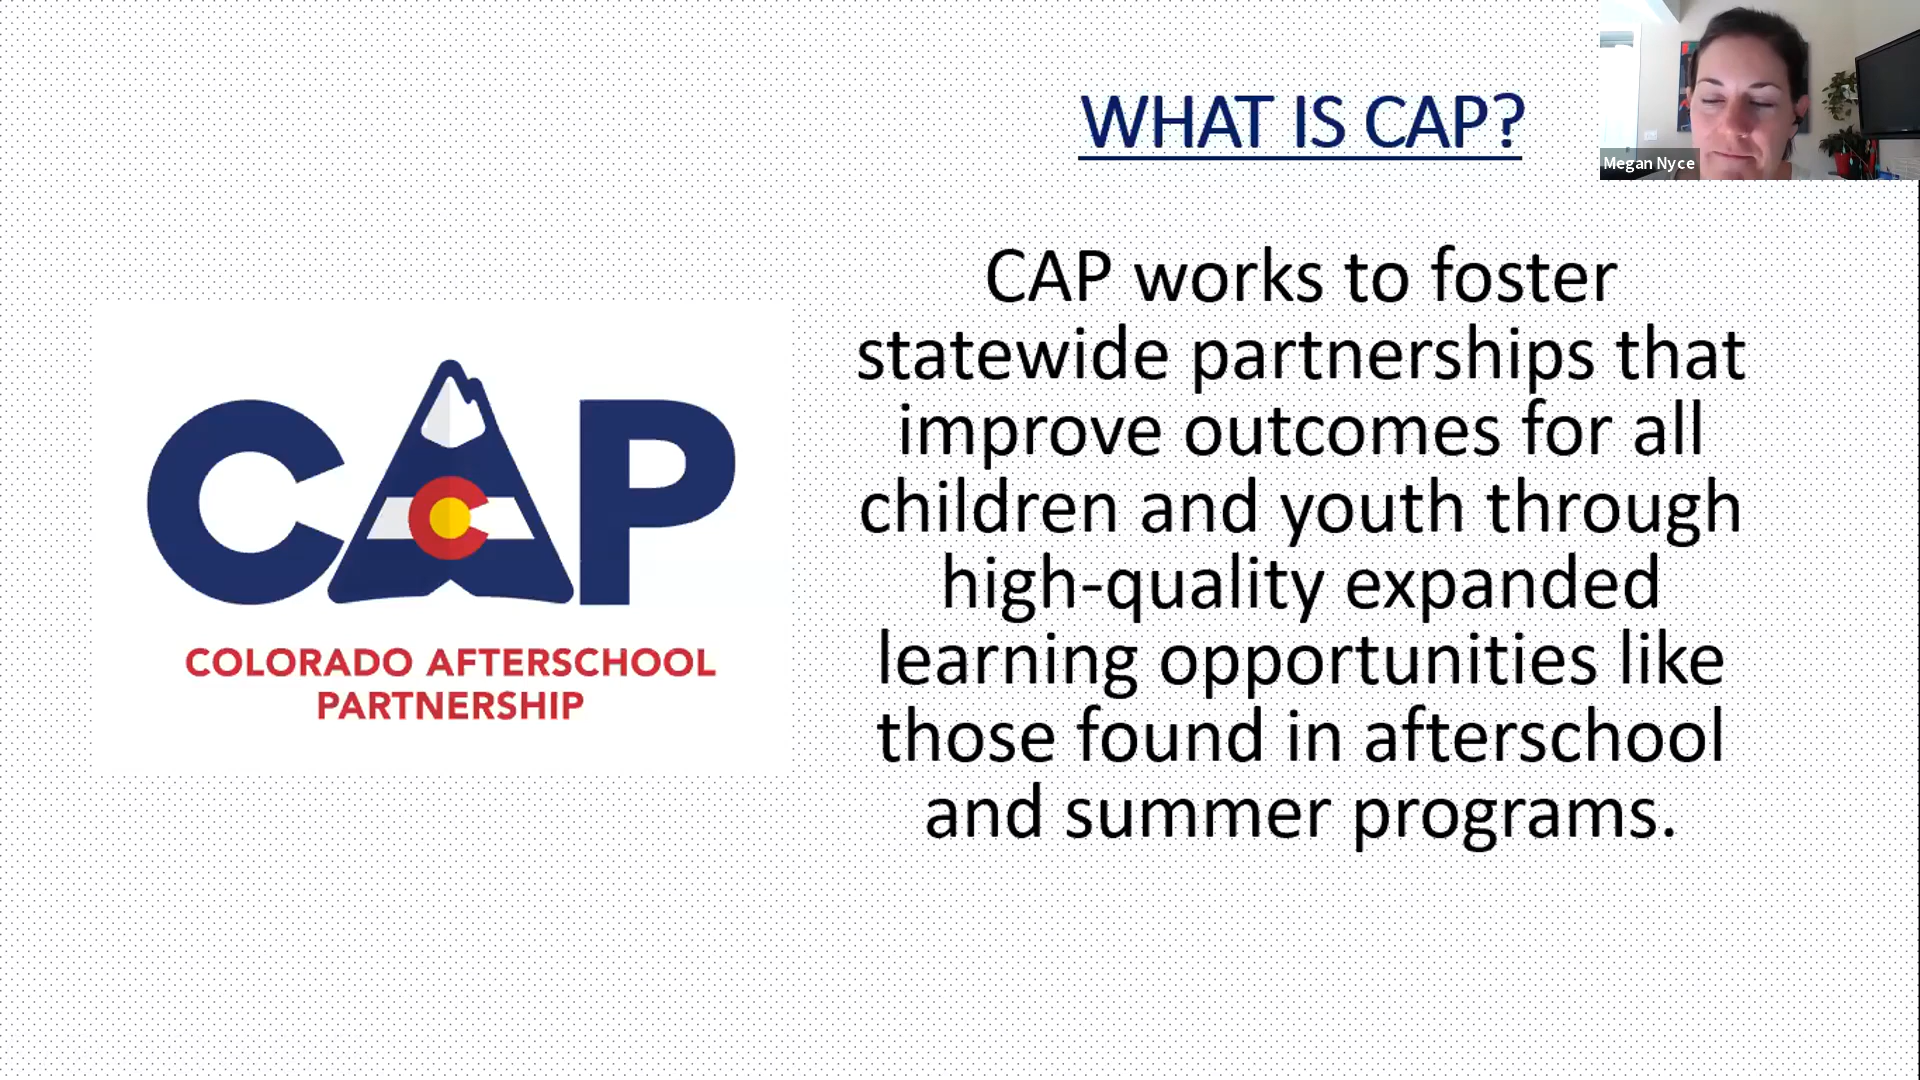 WHAT IS CAP?
Megan Nyce
CAP works to foster
statewide partnerships that
improve outcomes for all
children and youth through
high-quality expanded
learning opportunities like
those found in afterschool
and summer programs.
CAP
COLORADO AFTERSCHOOL
PARTNERSHIP